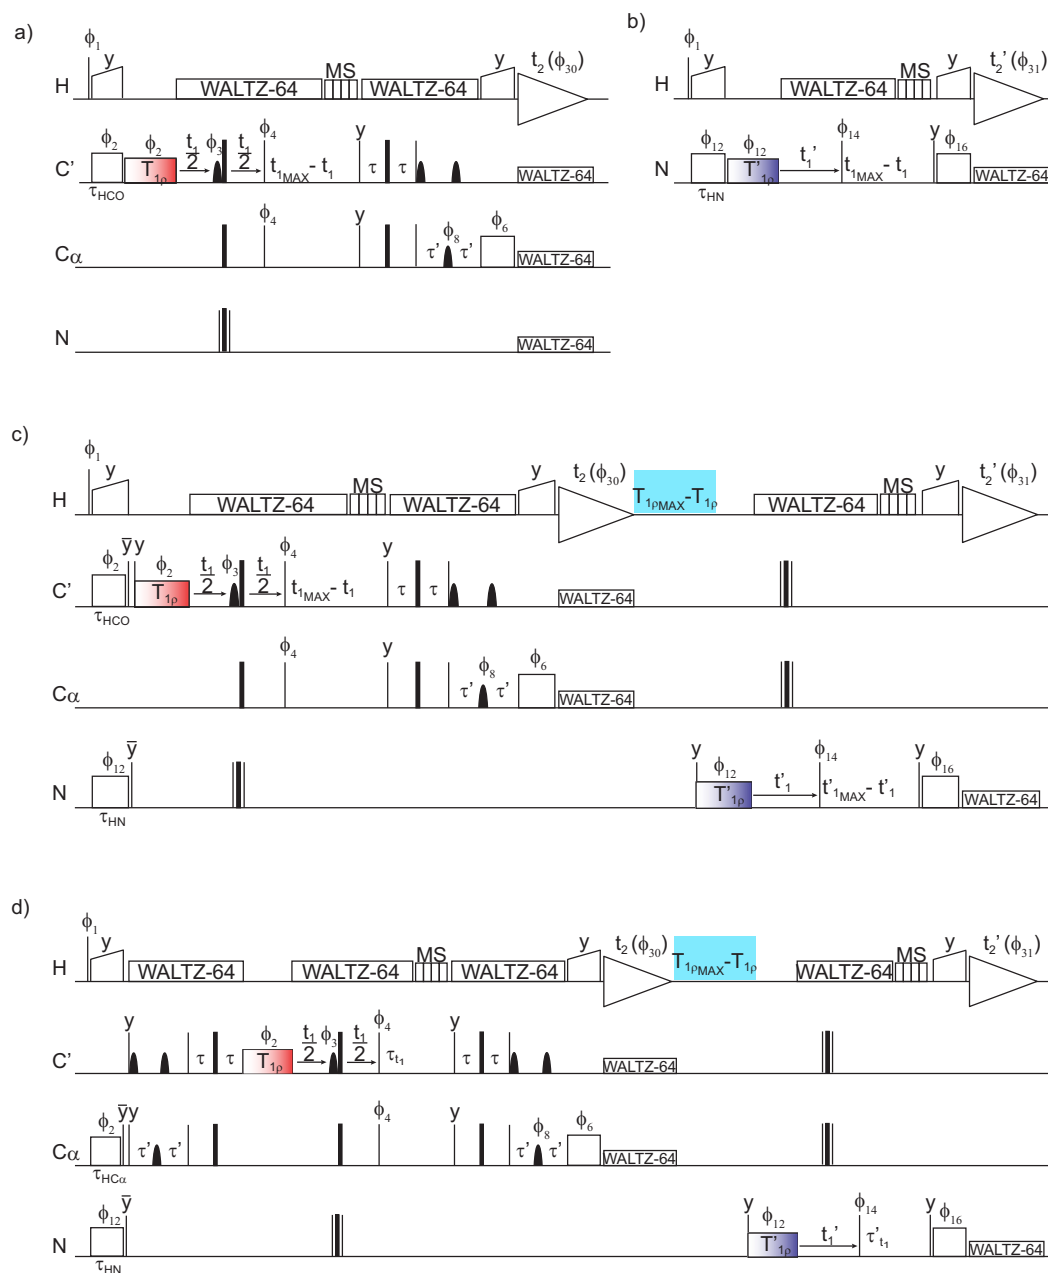 a)
ϕ1
y
H
WALTZ-64
MS
WALTZ-64
y
t2 (ϕ30)
C'
ϕ2
τHCO
ϕ2
T1ρ
t1/2
ϕ3
t1/2
ϕ4
t1MAX - t1
y
τ
τ
WALTZ-64
Cα
ϕ4
τ'
ϕ8
τ'
ϕ6
WALTZ-64
N
WALTZ-64
b)
ϕ1
y
H
WALTZ-64
MS
y
t2' (ϕ31)
N
ϕ12
τHN
ϕ12
T'1ρ
t1'
ϕ14
t1MAX - t1
y
ϕ16
WALTZ-64
c)
ϕ1
y
H
WALTZ-64
MS
WALTZ-64
y
t2 (ϕ30)
T1ρMAX-T1ρ
WALTZ-64
MS
y
t2' (ϕ31)
C'
ϕ2
τHCO
ȳ y
ϕ2
T1ρ
t1/2
ϕ3
t1/2
ϕ4
t1MAX - t1
y
τ
τ
WALTZ-64
Cα
ϕ4
y
τ'
ϕ8
τ'
ϕ6
WALTZ-64
N
ϕ12
τHN
ȳ
y
ϕ12
T'1ρ
t'1
ϕ14
t'1MAX - t'1
y
ϕ16
WALTZ-64
d)
ϕ1
y
H
WALTZ-64
WALTZ-64
MS
WALTZ-64
y
t2 (ϕ30)
T1ρMAX-T1ρ
WALTZ-64
MS
y
t2' (ϕ31)
C'
y
τ
τ
ϕ2
T1ρ
t1/2
ϕ3
t1/2
ϕ4
τt1
y
τ
τ
WALTZ-64
Cα
ϕ2
τHCα
ȳ y
τ'
τ'
ϕ4
y
τ'
ϕ8
τ'
ϕ6
WALTZ-64
N
ϕ12
τHN
ȳ
y
ϕ12
T'1ρ
t1'
ϕ14
τ't1
y
ϕ16
WALTZ-64